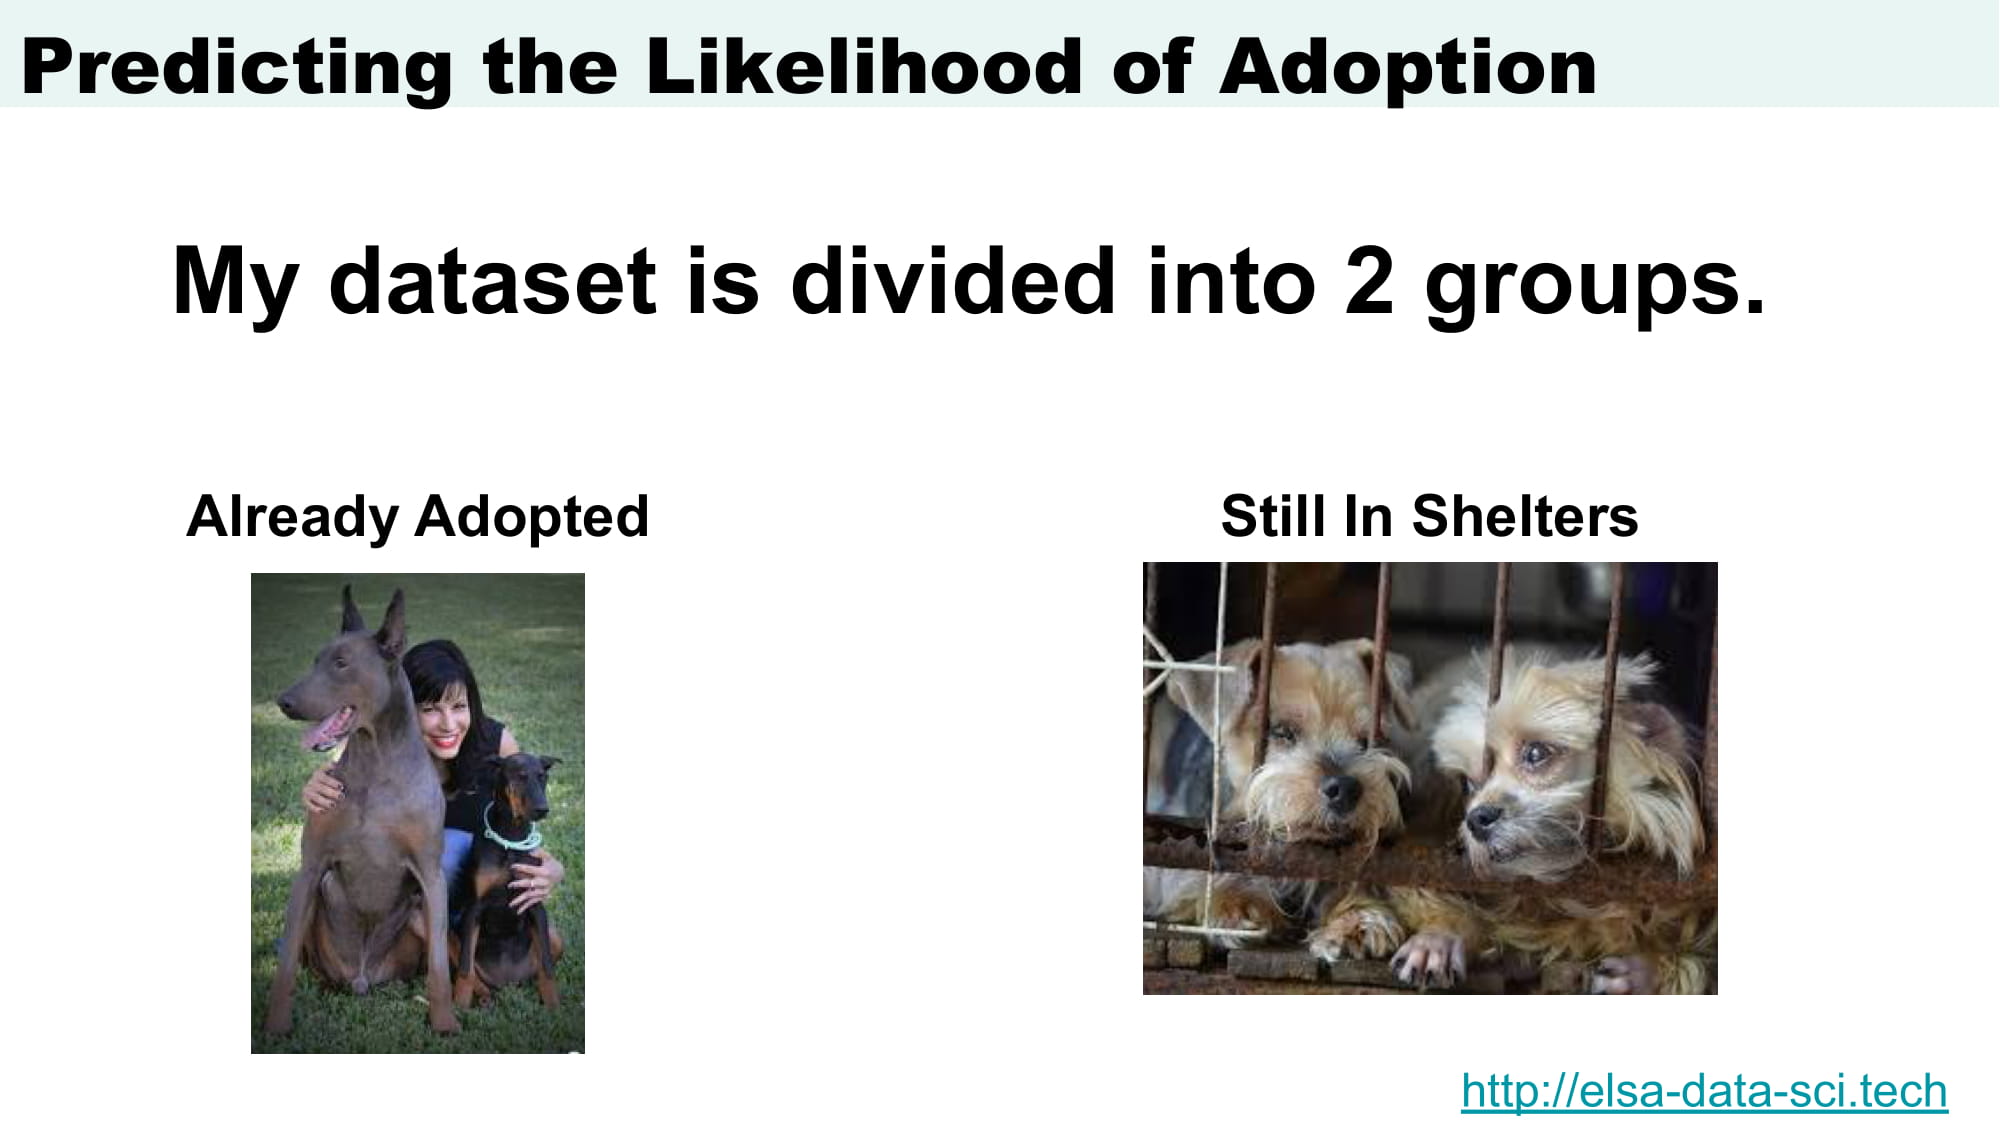 Predicting the Likelihood of Adoption
My dataset is divided into 2 groups.
Already Adopted
Still In Shelters
http://elsa-data-sci.tech